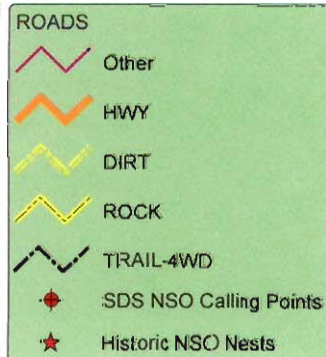 ROADS
Other
HWY
DIRT
ROCK
TRAIL-4WD
SDS NSO Calling Points
Historic NSO Nests